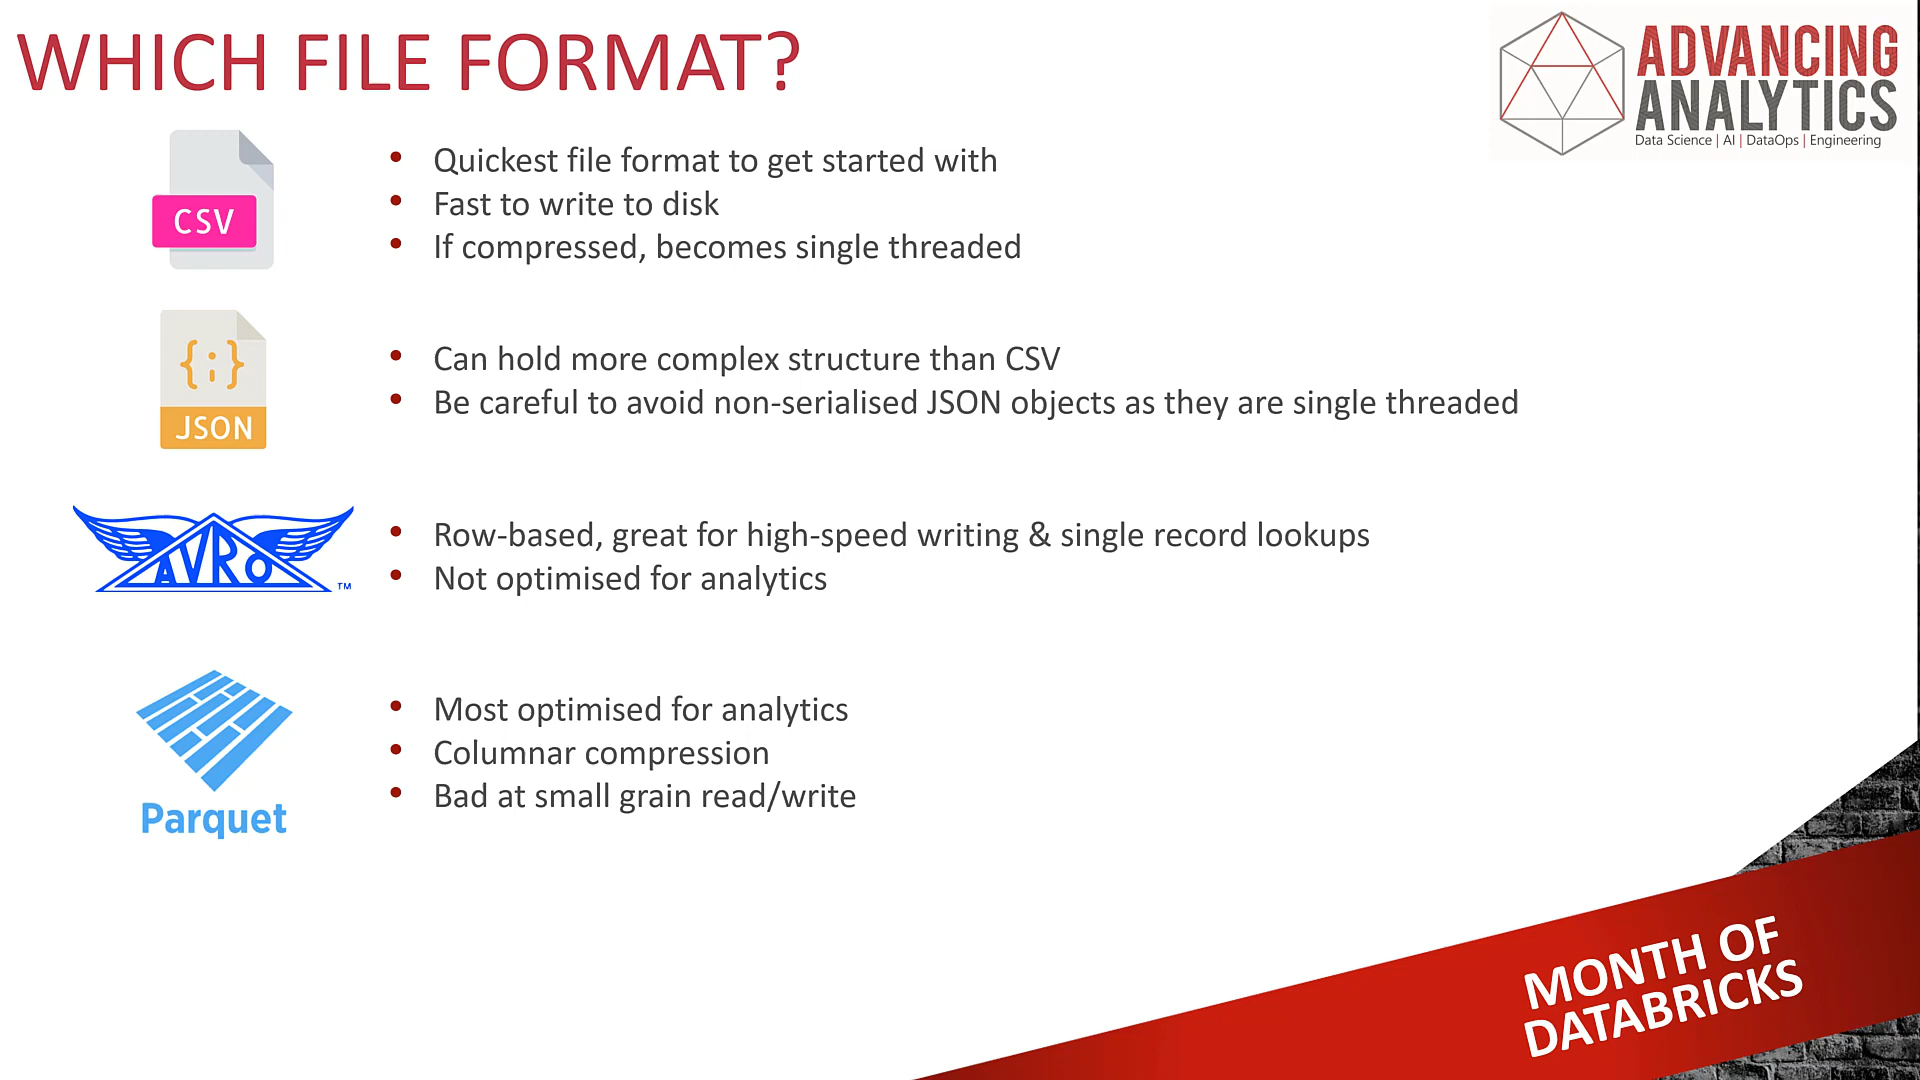 WHICH FILE FORMAT?
ADVANCING
ANALYTICS
Data Science | AI | DataOps | Engineering
CSV
• Quickest file format to get started with
• Fast to write to disk
• If compressed, becomes single threaded
{;}
JSON
• Can hold more complex structure than CSV
• Be careful to avoid non-serialised JSON objects as they are single threaded
AVRO ™
• Row-based, great for high-speed writing & single record lookups
• Not optimised for analytics
Parquet
• Most optimised for analytics
• Columnar compression
• Bad at small grain read/write
MONTH OF
DATABRICKS